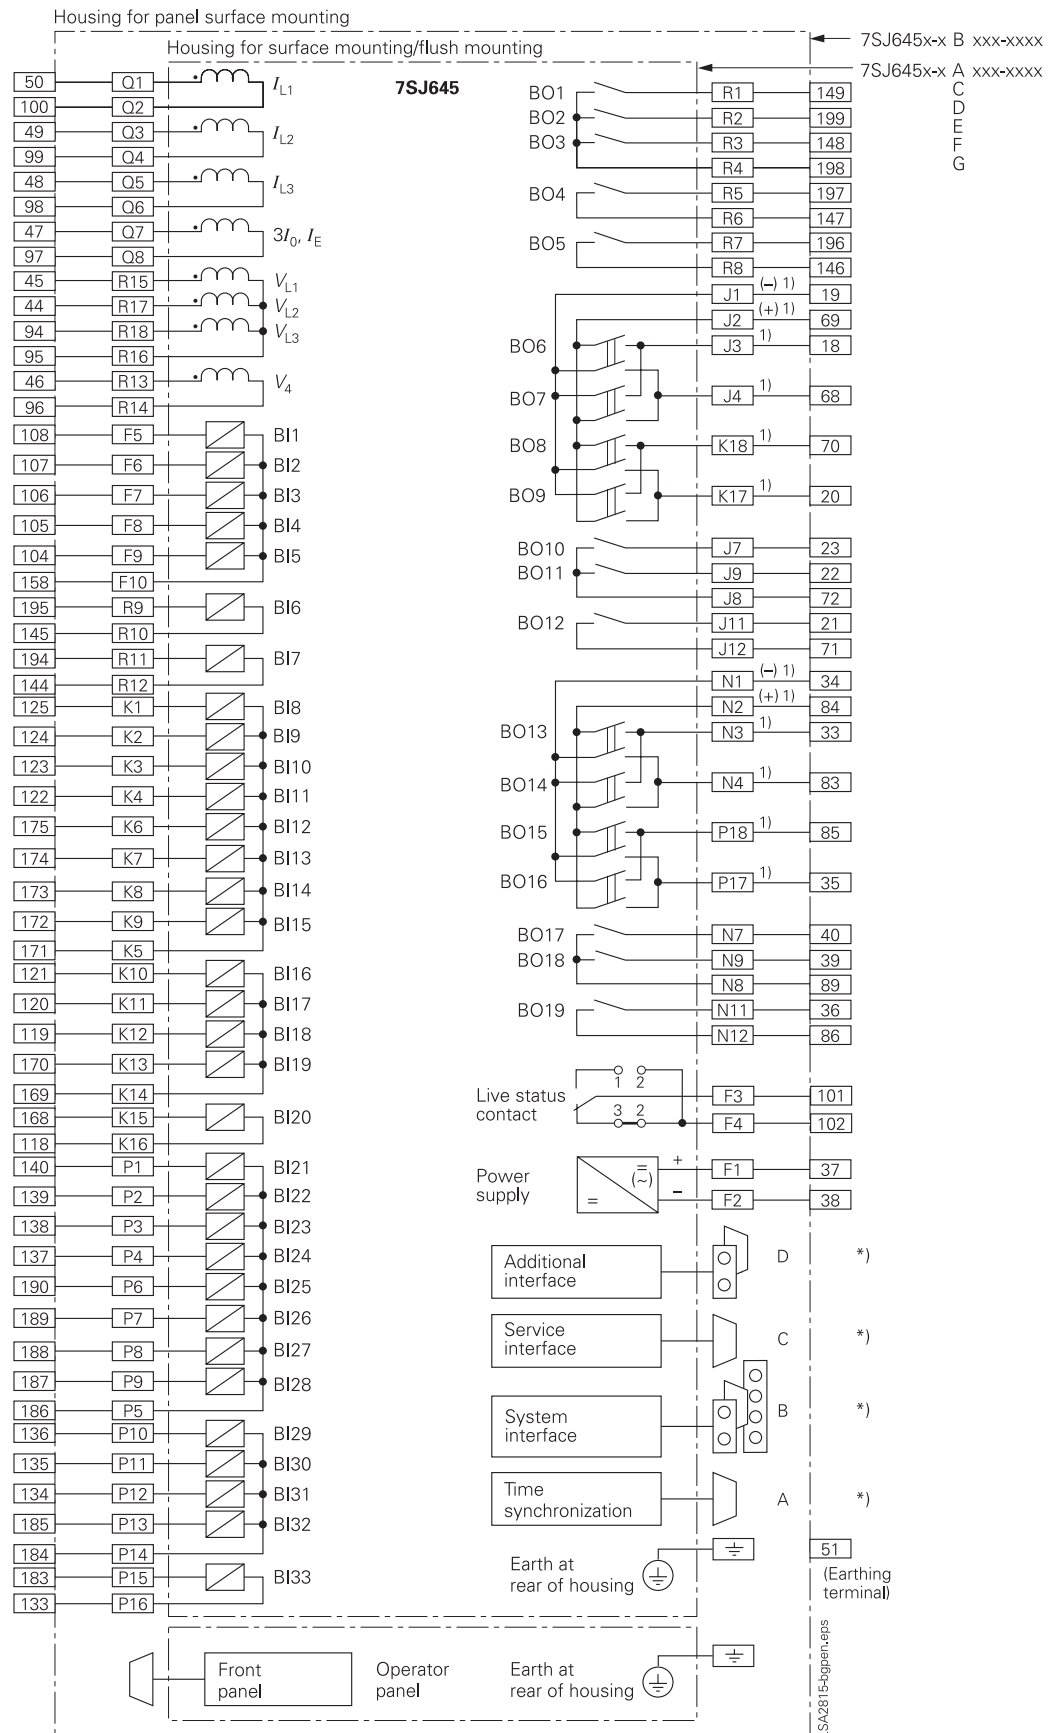 Housing for panel surface mounting
7SJ645x-x B xxx-xxxx
Housing for surface mounting/flush mounting
7SJ645x-x A xxx-xxxx
C
D
E
F
G
7SJ645
50 Q1 IL1
100 Q2
49 Q3 IL2
99 Q4
48 Q5 IL3
98 Q6
47 Q7 3I0, IE
97 Q8
45 R15 VL1
44 R17 VL2
94 R18 VL3
95 R16
46 R13 V4
96 R14
108 F5 BI1
107 F6 BI2
106 F7 BI3
105 F8 BI4
104 F9 BI5
158 F10
195 R9 BI6
145 R10
194 R11 BI7
144 R12
125 K1 BI8
124 K2 BI9
123 K3 BI10
122 K4 BI11
175 K6 BI12
174 K7 BI13
173 K8 BI14
172 K9 BI15
171 K5
121 K10 BI16
120 K11 BI17
119 K12 BI18
170 K13 BI19
169 K14
168 K15 BI20
118 K16
140 P1 BI21
139 P2 BI22
138 P3 BI23
137 P4 BI24
190 P6 BI25
189 P7 BI26
188 P8 BI27
187 P9 BI28
186 P5
136 P10 BI29
135 P11 BI30
134 P12 BI31
185 P13 BI32
184 P14
183 P15 BI33
133 P16
BO1 R1 149
BO2 R2 199
BO3 R3 148
R4 198
BO4 R5 197
R6 147
BO5 R7 196
R8 146
J1 (–) 1) 19
J2 (+) 1) 69
BO6 J3 1) 18
BO7 J4 1) 68
BO8 K18 1) 70
BO9 K17 1) 20
BO10 J7 23
BO11 J9 22
J8 72
BO12 J11 21
J12 71
N1 (–) 1) 34
N2 (+) 1) 84
BO13 N3 1) 33
BO14 N4 1) 83
BO15 P18 1) 85
BO16 P17 1) 35
BO17 N7 40
BO18 N9 39
N8 89
BO19 N11 36
N12 86
1 2
Live status F3 101
contact 3 2 F4 102
Power = (~) + F1 37
supply = – F2 38
Additional D *)
interface
Service C *)
interface
System B *)
interface
Time A *)
synchronization
51
Earth at (Earthing
rear of housing terminal)
Front Operator Earth at
panel panel rear of housing
LSA2815-bgpen.eps